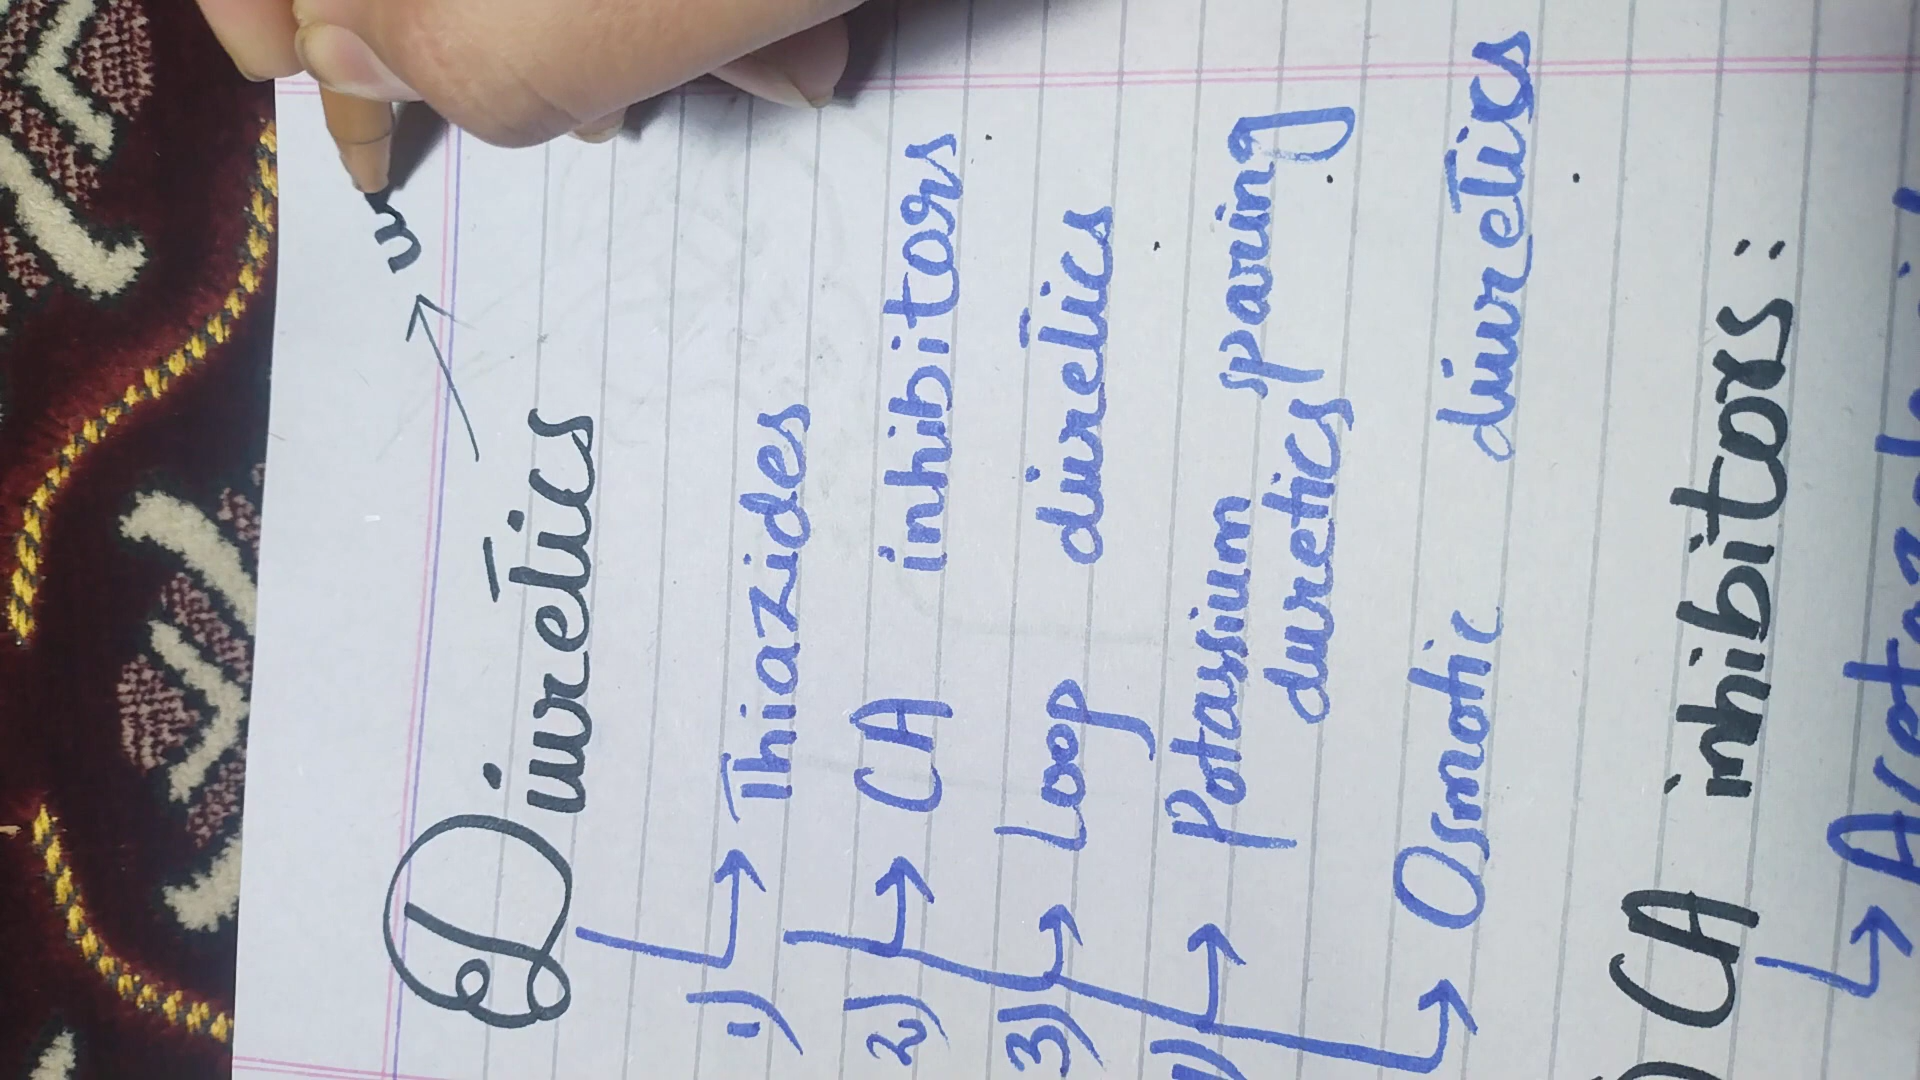 u
Diuretics
1) Thiazides
2) CA inhibitors
3) Loop diuretics
Potassium sparing
diuretics
Osmotic diuretics
) CA inhibitors: